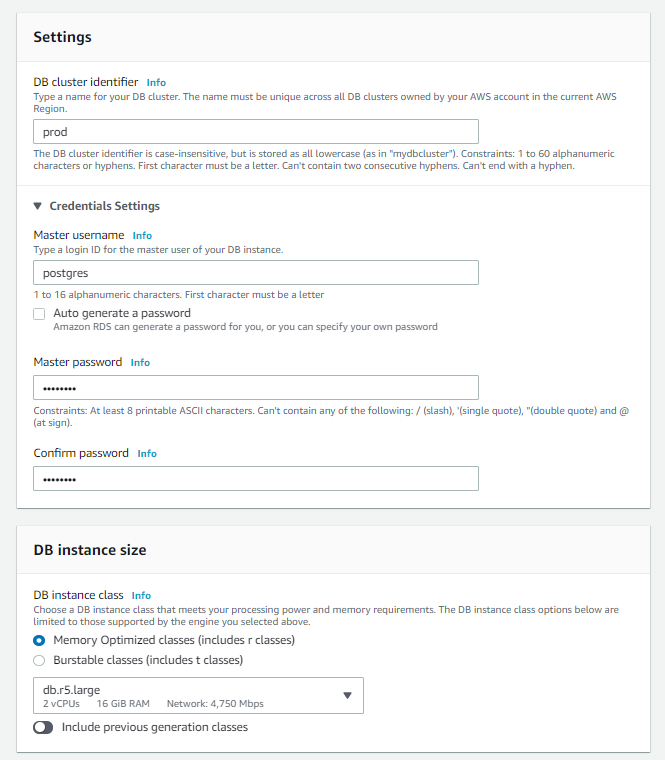 Settings
DB cluster identifier Info
Type a name for your DB cluster. The name must be unique across all DB clusters owned by your AWS account in the current AWS
Region.
prod
The DB cluster identifier is case-insensitive, but is stored as all lowercase (as in "mydbcluster"). Constraints: 1 to 60 alphanumeric
characters or hyphens. First character must be a letter. Can't contain two consecutive hyphens. Can't end with a hyphen.
▼ Credentials Settings
Master username Info
Type a login ID for the master user of your DB instance.
postgres
1 to 16 alphanumeric characters. First character must be a letter
Auto generate a password
Amazon RDS can generate a password for you, or you can specify your own password
Master password Info
••••••••
Constraints: At least 8 printable ASCII characters. Can't contain any of the following: / (slash), '(single quote), "(double quote) and @
(at sign).
Confirm password Info
••••••••
DB instance size
DB instance class Info
Choose a DB instance class that meets your processing power and memory requirements. The DB instance class options below are
limited to those supported by the engine you selected above.
Memory Optimized classes (includes r classes)
Burstable classes (includes t classes)
db.r5.large
2 vCPUs 16 GiB RAM Network: 4,750 Mbps
Include previous generation classes